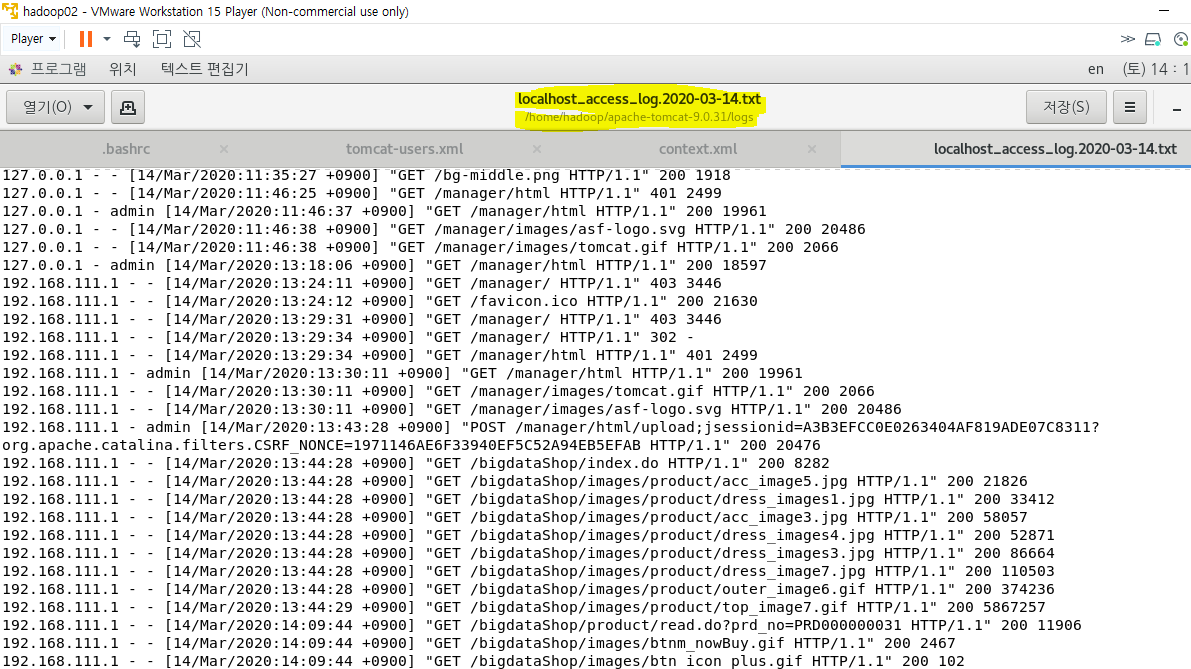 hadoop02 - VMware Workstation 15 Player (Non-commercial use only)
Player
프로그램 위치 텍스트 편집기 en (토) 14 : 1
열기(O) localhost_access_log.2020-03-14.txt 저장(S)
/home/hadoop/apache-tomcat-9.0.31/logs
.bashrc × tomcat-users.xml × context.xml × localhost_access_log.2020-03-14.txt
127.0.0.1 - - [14/Mar/2020:11:35:27 +0900] "GET /bg-middle.png HTTP/1.1" 200 1918
127.0.0.1 - - [14/Mar/2020:11:46:25 +0900] "GET /manager/html HTTP/1.1" 401 2499
127.0.0.1 - admin [14/Mar/2020:11:46:37 +0900] "GET /manager/html HTTP/1.1" 200 19961
127.0.0.1 - - [14/Mar/2020:11:46:38 +0900] "GET /manager/images/asf-logo.svg HTTP/1.1" 200 20486
127.0.0.1 - - [14/Mar/2020:11:46:38 +0900] "GET /manager/images/tomcat.gif HTTP/1.1" 200 2066
127.0.0.1 - admin [14/Mar/2020:13:18:06 +0900] "GET /manager/html HTTP/1.1" 200 18597
192.168.111.1 - - [14/Mar/2020:13:24:11 +0900] "GET /manager/ HTTP/1.1" 403 3446
192.168.111.1 - - [14/Mar/2020:13:24:12 +0900] "GET /favicon.ico HTTP/1.1" 200 21630
192.168.111.1 - - [14/Mar/2020:13:29:31 +0900] "GET /manager/ HTTP/1.1" 403 3446
192.168.111.1 - - [14/Mar/2020:13:29:34 +0900] "GET /manager/ HTTP/1.1" 302 -
192.168.111.1 - - [14/Mar/2020:13:29:34 +0900] "GET /manager/html HTTP/1.1" 401 2499
192.168.111.1 - admin [14/Mar/2020:13:30:11 +0900] "GET /manager/html HTTP/1.1" 200 19961
192.168.111.1 - - [14/Mar/2020:13:30:11 +0900] "GET /manager/images/tomcat.gif HTTP/1.1" 200 2066
192.168.111.1 - - [14/Mar/2020:13:30:11 +0900] "GET /manager/images/asf-logo.svg HTTP/1.1" 200 20486
192.168.111.1 - admin [14/Mar/2020:13:43:28 +0900] "POST /manager/html/upload;jsessionid=A3B3EFCC0E0263404AF819ADE07C8311?
org.apache.catalina.filters.CSRF_NONCE=1971146AE6F33940EF5C52A94EB5EFAB HTTP/1.1" 200 20476
192.168.111.1 - - [14/Mar/2020:13:44:28 +0900] "GET /bigdataShop/index.do HTTP/1.1" 200 8282
192.168.111.1 - - [14/Mar/2020:13:44:28 +0900] "GET /bigdataShop/images/product/acc_image5.jpg HTTP/1.1" 200 21826
192.168.111.1 - - [14/Mar/2020:13:44:28 +0900] "GET /bigdataShop/images/product/dress_images1.jpg HTTP/1.1" 200 33412
192.168.111.1 - - [14/Mar/2020:13:44:28 +0900] "GET /bigdataShop/images/product/acc_image3.jpg HTTP/1.1" 200 58057
192.168.111.1 - - [14/Mar/2020:13:44:28 +0900] "GET /bigdataShop/images/product/dress_images4.jpg HTTP/1.1" 200 52871
192.168.111.1 - - [14/Mar/2020:13:44:28 +0900] "GET /bigdataShop/images/product/dress_images3.jpg HTTP/1.1" 200 86664
192.168.111.1 - - [14/Mar/2020:13:44:28 +0900] "GET /bigdataShop/images/product/dress_image7.jpg HTTP/1.1" 200 110503
192.168.111.1 - - [14/Mar/2020:13:44:28 +0900] "GET /bigdataShop/images/product/outer_image6.gif HTTP/1.1" 200 374236
192.168.111.1 - - [14/Mar/2020:13:44:29 +0900] "GET /bigdataShop/images/product/top_image7.gif HTTP/1.1" 200 5867257
192.168.111.1 - - [14/Mar/2020:14:09:44 +0900] "GET /bigdataShop/product/read.do?prd_no=PRD000000031 HTTP/1.1" 200 11906
192.168.111.1 - - [14/Mar/2020:14:09:44 +0900] "GET /bigdataShop/images/btnm_nowBuy.gif HTTP/1.1" 200 2467
192.168.111.1 - - [14/Mar/2020:14:09:44 +0900] "GET /bigdataShop/images/btn_icon_plus.gif HTTP/1.1" 200 102